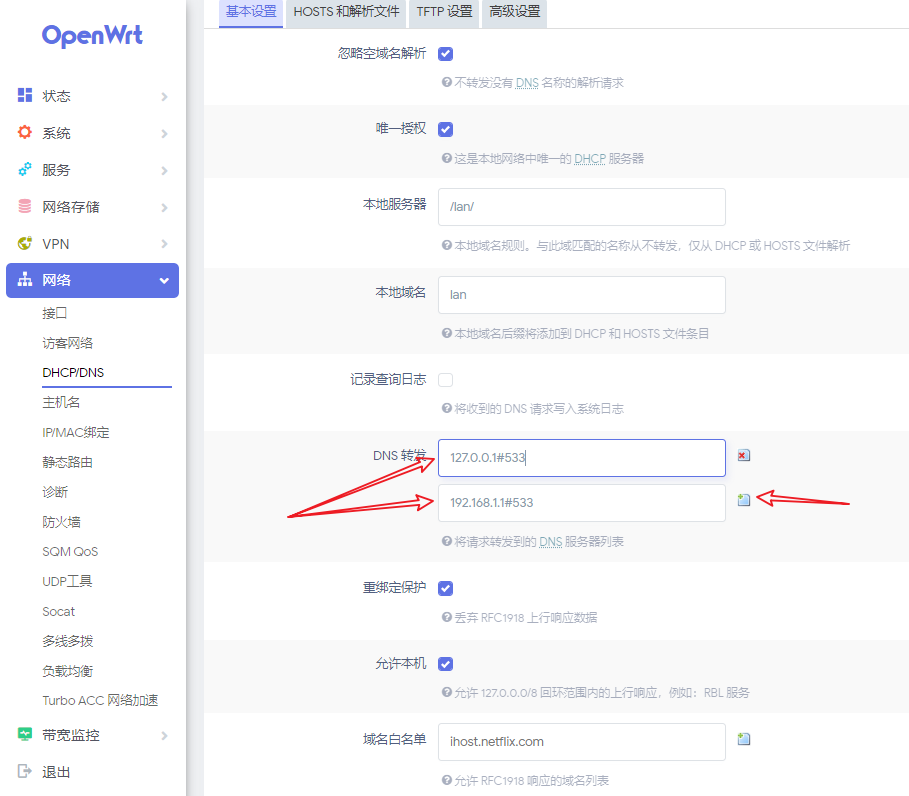 OpenWrt
状态
系统
服务
网络存储
VPN
网络
接口
访客网络
DHCP/DNS
主机名
IP/MAC绑定
静态路由
诊断
防火墙
SQM QoS
UDP工具
Socat
多线多拨
负载均衡
Turbo ACC 网络加速
带宽监控
退出
基本设置 HOSTS 和解析文件 TFTP 设置 高级设置
忽略空域名解析
不转发没有 DNS 名称的解析请求
唯一授权
这是本地网络中唯一的 DHCP 服务器
本地服务器 /lan/
本地域名规则。与此域匹配的名称从不转发，仅从 DHCP 或 HOSTS 文件解析
本地域名 lan
本地域名后缀将添加到 DHCP 和 HOSTS 文件条目
记录查询日志
将收到的 DNS 请求写入系统日志
DNS 转发 127.0.0.1#533
192.168.1.1#533
将请求转发到的 DNS 服务器列表
重绑定保护
丢弃 RFC1918 上行响应数据
允许本机
允许 127.0.0.0/8 回环范围内的上行响应，例如：RBL 服务
域名白名单 ihost.netflix.com
允许 RFC1918 响应的域名列表